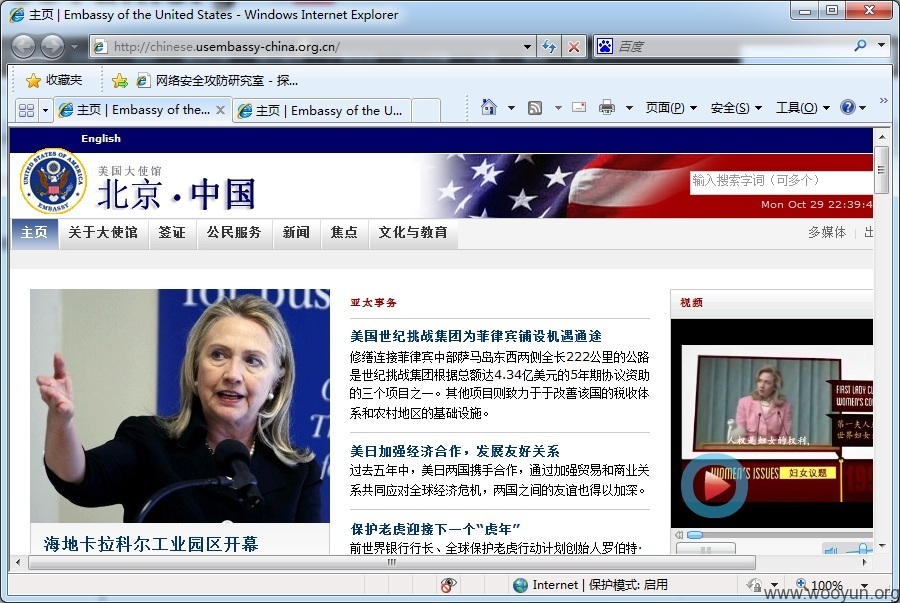 主页 | Embassy of the United States - Windows Internet Explorer
http://chinese.usembassy-china.org.cn/
百度
收藏夹
网络安全攻防研究室 - 探...
主页 | Embassy of the...
主页 | Embassy of the U...
页面(P)
安全(S)
工具(O)
English
UNITED STATES OF AMERICA
EMBASSY
美国大使馆
北京·中国
输入搜索字词（可多个）
Mon Oct 29 22:39:4
主页 关于大使馆 签证 公民服务 新闻 焦点 文化与教育
多媒体
for bus
亚太事务
视频
美国世纪挑战集团为菲律宾铺设机遇通途
修缮连接菲律宾中部萨马岛东西两侧全长222公里的公路
是世纪挑战集团根据总额达4.34亿美元的5年期协议资助
的三个项目之一。其他项目则致力于于改善该国的税收体
系和农村地区的基础设施。
美日加强经济合作，发展友好关系
过去五年中，美日两国携手合作，通过加强贸易和商业关
系共同应对全球经济危机，两国之间的友谊也得以加深。
保护老虎迎接下一个“虎年”
前世界银行行长、全球保护老虎行动计划创始人罗伯特·
FIRST LADY CL
WOMEN'S CO
第一夫人
世界妇女
人权是妇女的权利,
WOMEN'S ISSUES 妇女议题
199
海地卡拉科尔工业园区开幕
Internet | 保护模式: 启用
100%
www.wooyun.org